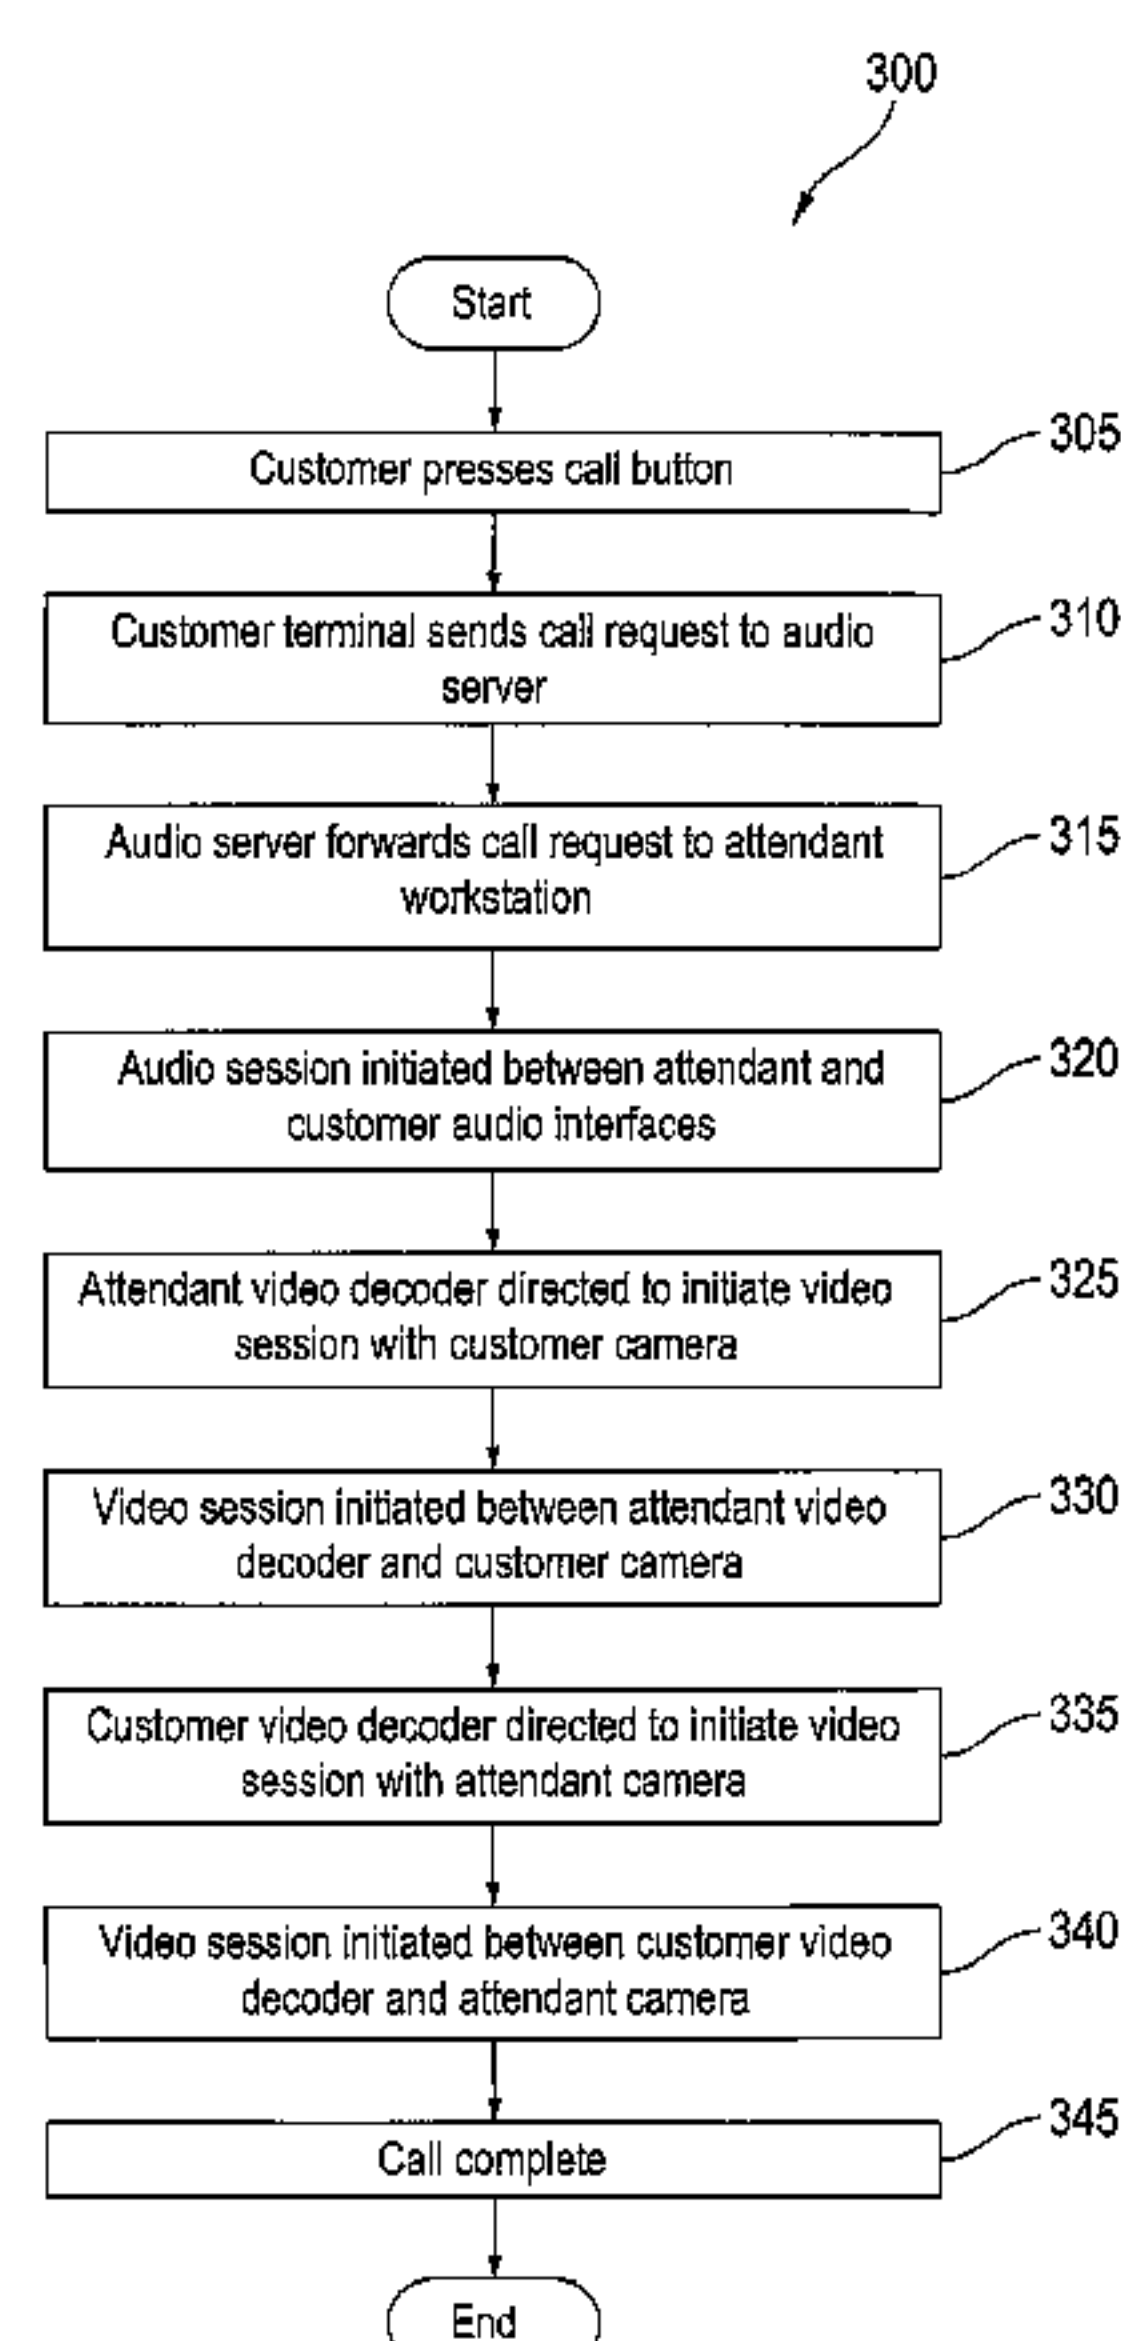 300
Start
Customer presses call button
305
Customer terminal sends call request to audio
server
310
Audio server forwards call request to attendant
workstation
315
Audio session initiated between attendant and
customer audio interfaces
320
Attendant video decoder directed to initiate video
session with customer camera
325
Video session initiated between attendant video
decoder and customer camera
330
Customer video decoder directed to initiate video
session with attendant camera
335
Video session initiated between customer video
decoder and attendant camera
340
Call complete
345
End